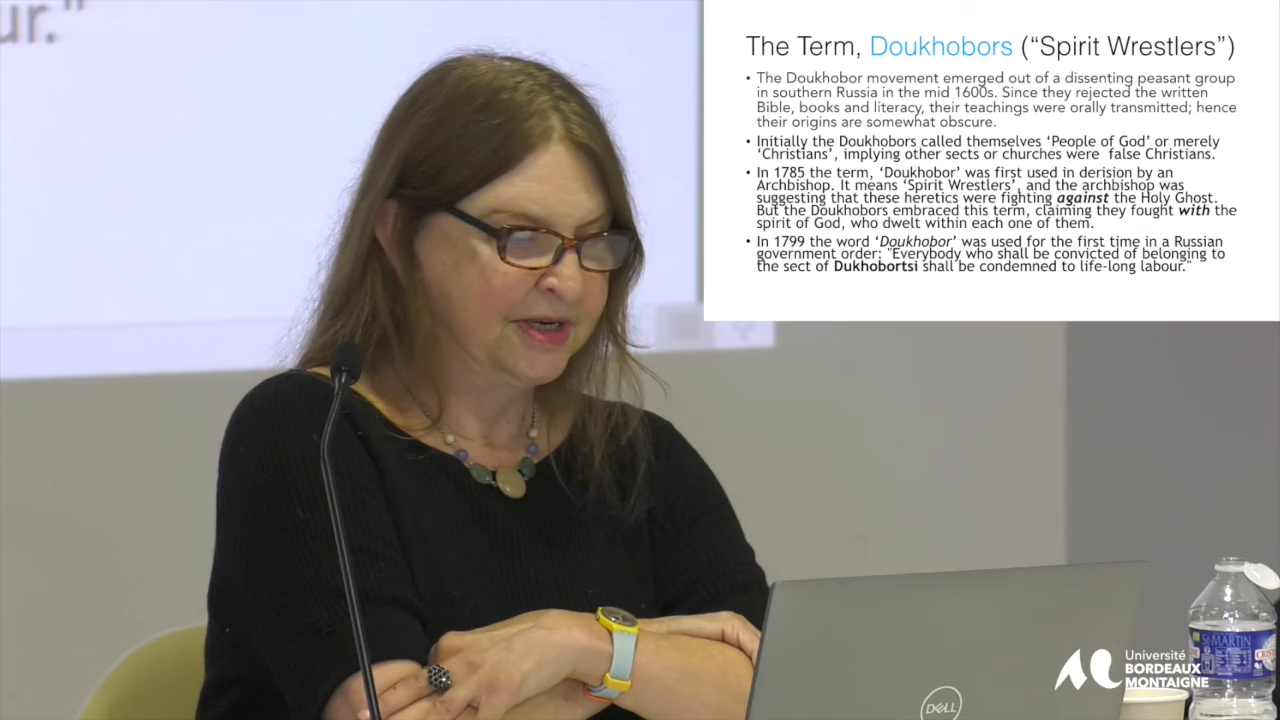 ur."
The Term, Doukhobors (“Spirit Wrestlers”)
• The Doukhobor movement emerged out of a dissenting peasant group
in southern Russia in the mid 1600s. Since they rejected the written
Bible, books and literacy, their teachings were orally transmitted; hence
their origins are somewhat obscure.
• Initially the Doukhobors called themselves ‘People of God’ or merely
‘Christians’, implying other sects or churches were false Christians.
• In 1785 the term, ‘Doukhobor’ was first used in derision by an
Archbishop. It means ‘Spirit Wrestlers’, and the archbishop was
suggesting that these heretics were fighting against the Holy Ghost.
But the Doukhobors embraced this term, claiming they fought with the
spirit of God, who dwelt within each one of them.
• In 1799 the word ‘Doukhobor’ was used for the first time in a Russian
government order: "Everybody who shall be convicted of belonging to
the sect of Dukhobortsi shall be condemned to life-long labour."
St-MARTIN
Université
BORDEAUX
MONTAIGNE
DELL